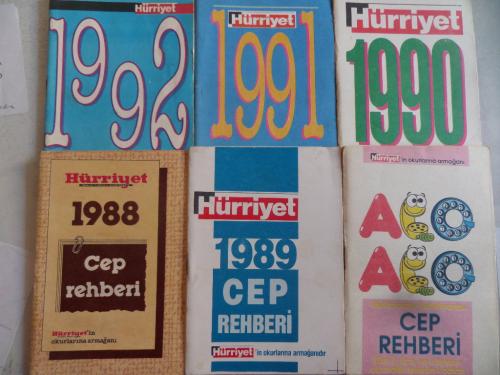 Hürriyet
1992
Hürriyet
1991
Hürriyet
1990
Hürriyet
1988
Cep
rehberi
Hürriyet'in
okurlarına armağanı
Hürriyet
1989
CEP
REHBERİ
Hürriyet'in okurlarına armağanıdır
Hürriyet'in okurlarına armağanı
CEP
REHBERİ